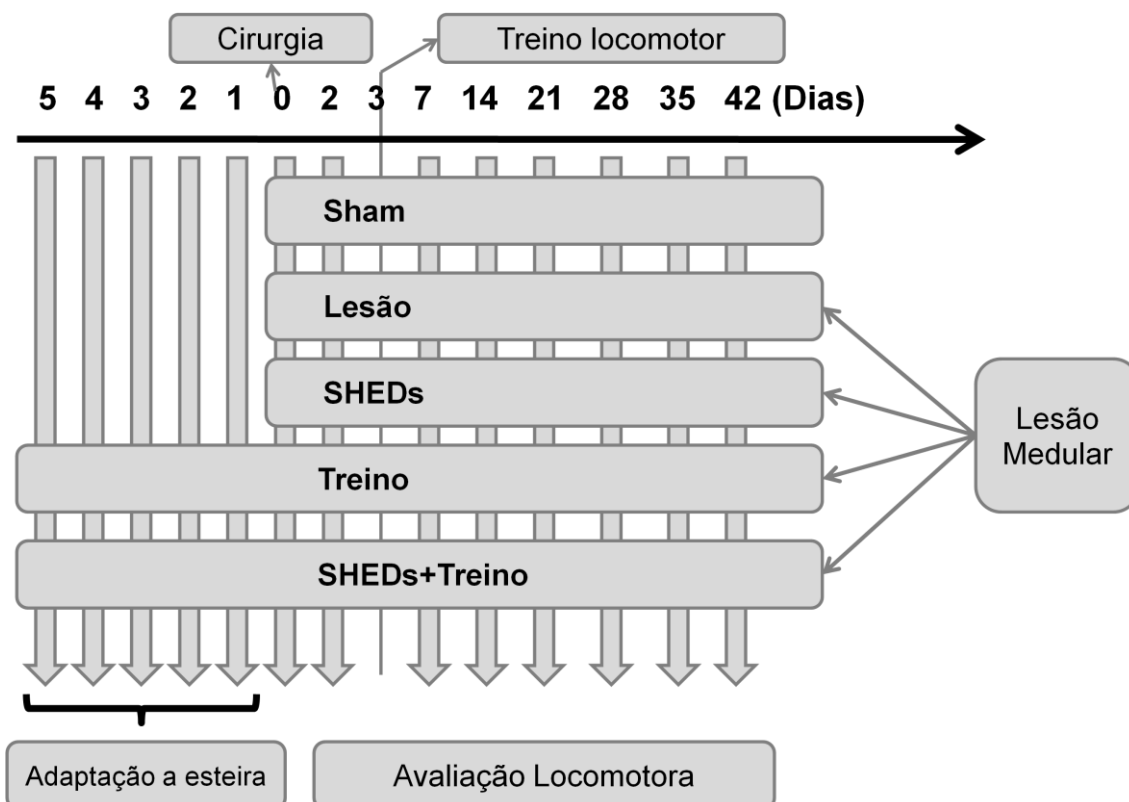 Cirurgia
Treino locomotor
5 4 3 2 1 0 2 3 7 14 21 28 35 42 (Dias)
Sham
Lesão
SHEDs
Treino
SHEDs+Treino
Lesão
Medular
Adaptação a esteira
Avaliação Locomotora